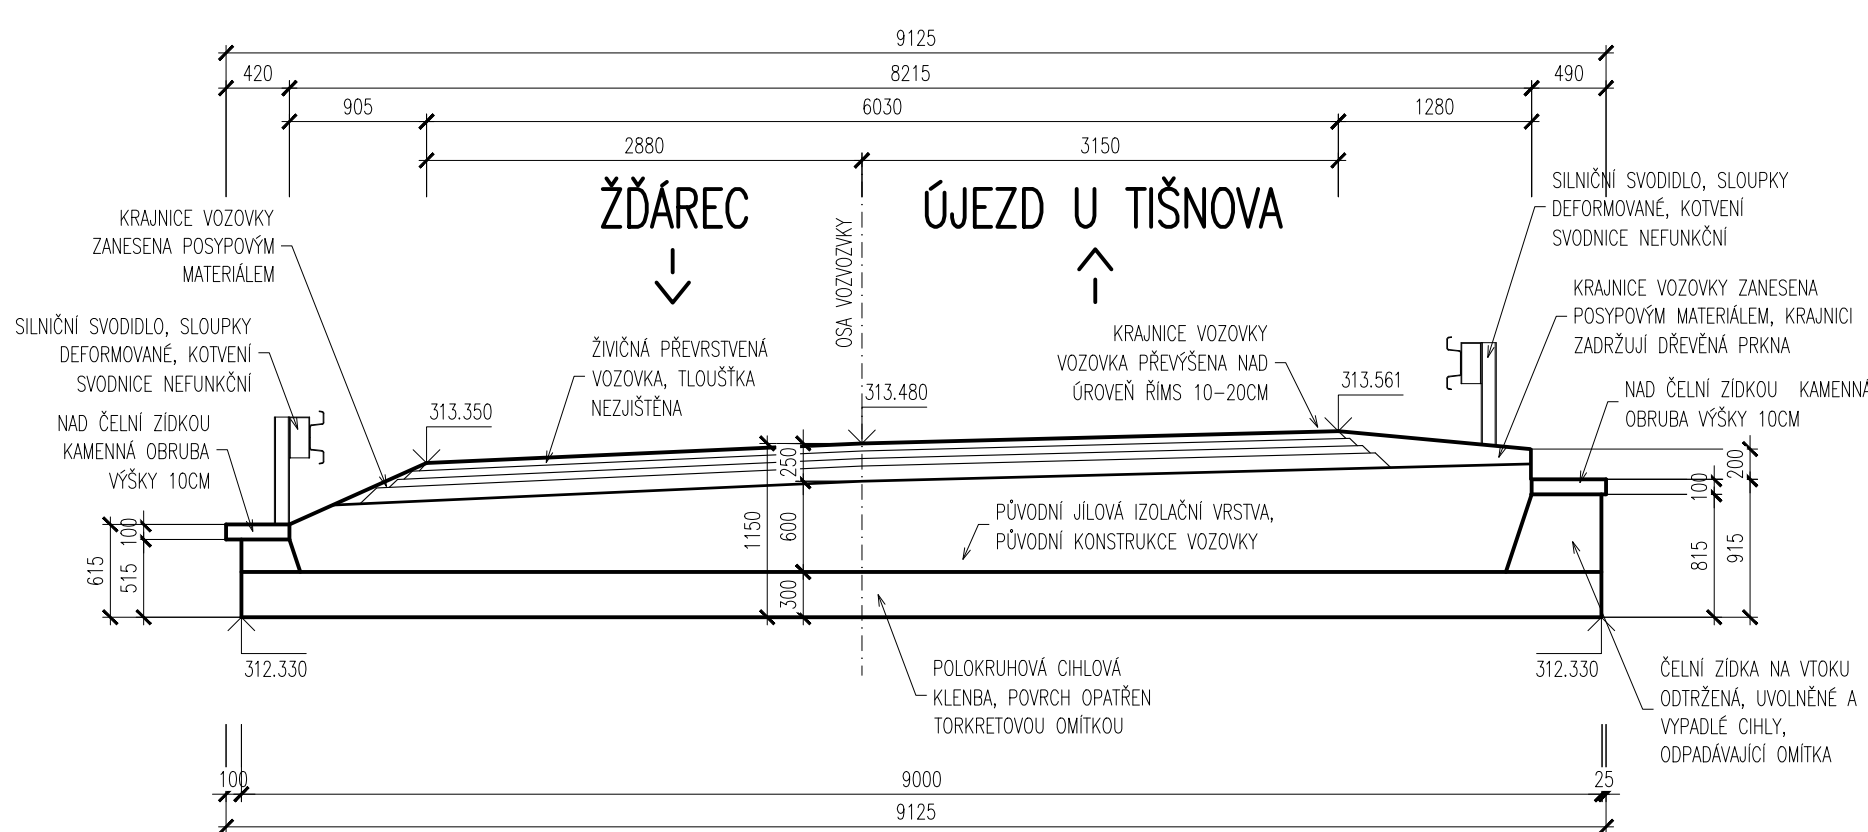 9125
420
8215
490
905
6030
1280
2880
3150
ŽĎÁREC
ÚJEZD U TIŠNOVA
OSA VOZVOZVKY
KRAJNICE VOZOVKY
ZANESENA POSYPOVÝM
MATERIÁLEM
SILNIČNÍ SVODIDLO, SLOUPKY
DEFORMOVANÉ, KOTVENÍ
SVODNICE NEFUNKČNÍ
NAD ČELNÍ ZÍDKOU
KAMENNÁ OBRUBA
VÝŠKY 10CM
ŽIVIČNÁ PŘEVRSTVENÁ
VOZOVKA, TLOUŠŤKA
NEZJIŠTĚNA
KRAJNICE VOZOVKY
VOZOVKA PŘEVÝŠENA NAD
ÚROVEŇ ŘÍMS 10-20CM
SILNIČNÍ SVODIDLO, SLOUPKY
DEFORMOVANÉ, KOTVENÍ
SVODNICE NEFUNKČNÍ
KRAJNICE VOZOVKY ZANESENA
POSYPOVÝM MATERIÁLEM, KRAJNICI
ZADRŽUJÍ DŘEVĚNÁ PRKNA
NAD ČELNÍ ZÍDKOU KAMENNÁ
OBRUBA VÝŠKY 10CM
313.350
313.480
313.561
615
100
515
1150
250
600
300
100
200
815
915
PŮVODNÍ JÍLOVÁ IZOLAČNÍ VRSTVA,
PŮVODNÍ KONSTRUKCE VOZOVKY
312.330
312.330
POLOKRUHOVÁ CIHLOVÁ
KLENBA, POVRCH OPATŘEN
TORKRETOVOU OMÍTKOU
ČELNÍ ZÍDKA NA VTOKU
ODTRŽENÁ, UVOLNĚNÉ A
VYPADLÉ CIHLY,
ODPADÁVAJÍCÍ OMÍTKA
100
9000
25
9125